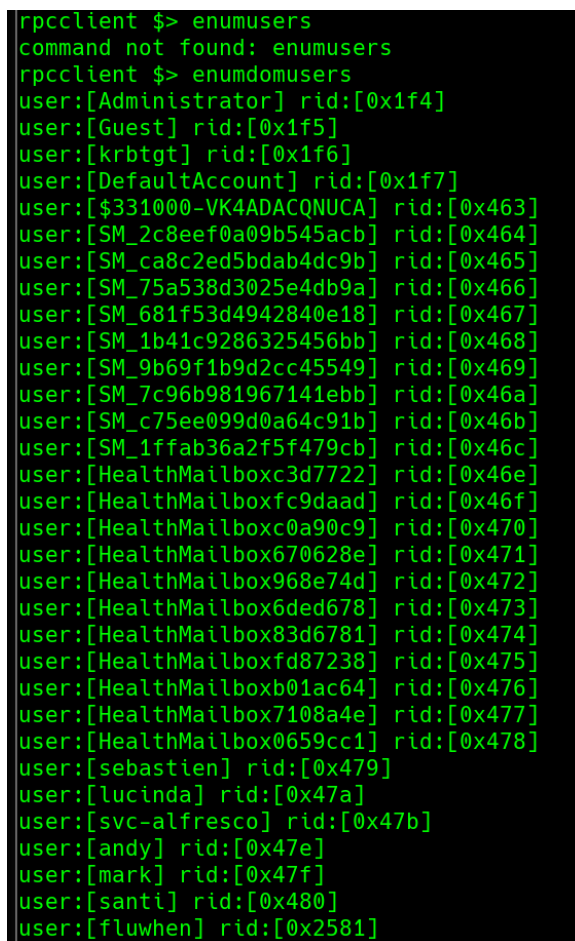 rpcclient $> enumusers
command not found: enumusers
rpcclient $> enumdomusers
user:[Administrator] rid:[0x1f4]
user:[Guest] rid:[0x1f5]
user:[krbtgt] rid:[0x1f6]
user:[DefaultAccount] rid:[0x1f7]
user:[$331000-VK4ADACQNUCA] rid:[0x463]
user:[SM_2c8eef0a09b545acb] rid:[0x464]
user:[SM_ca8c2ed5bdab4dc9b] rid:[0x465]
user:[SM_75a538d3025e4db9a] rid:[0x466]
user:[SM_681f53d4942840e18] rid:[0x467]
user:[SM_1b41c9286325456bb] rid:[0x468]
user:[SM_9b69f1b9d2cc45549] rid:[0x469]
user:[SM_7c96b981967141ebb] rid:[0x46a]
user:[SM_c75ee099d0a64c91b] rid:[0x46b]
user:[SM_1ffab36a2f5f479cb] rid:[0x46c]
user:[HealthMailboxc3d7722] rid:[0x46e]
user:[HealthMailboxfc9daad] rid:[0x46f]
user:[HealthMailboxc0a90c9] rid:[0x470]
user:[HealthMailbox670628e] rid:[0x471]
user:[HealthMailbox968e74d] rid:[0x472]
user:[HealthMailbox6ded678] rid:[0x473]
user:[HealthMailbox83d6781] rid:[0x474]
user:[HealthMailboxfd87238] rid:[0x475]
user:[HealthMailboxb01ac64] rid:[0x476]
user:[HealthMailbox7108a4e] rid:[0x477]
user:[HealthMailbox0659cc1] rid:[0x478]
user:[sebastien] rid:[0x479]
user:[lucinda] rid:[0x47a]
user:[svc-alfresco] rid:[0x47b]
user:[andy] rid:[0x47e]
user:[mark] rid:[0x47f]
user:[santi] rid:[0x480]
user:[fluwhen] rid:[0x2581]